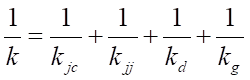 1/k = 1/k_jc + 1/k_jj + 1/k_d + 1/k_g